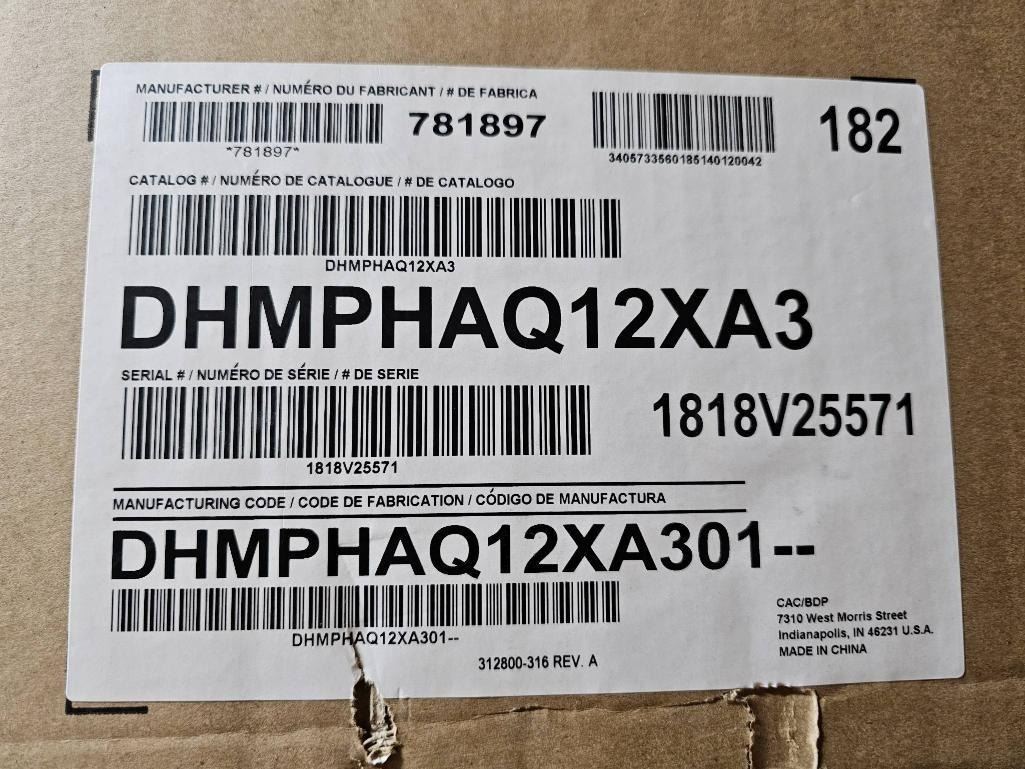 MANUFACTURER # / NUMÉRO DU FABRICANT / # DE FABRICA
781897
182
*781897*
3405733560185140120042
CATALOG # / NUMÉRO DE CATALOGUE / # DE CATALOGO
DHMPHAQ12XA3
DHMPHAQ12XA3
SERIAL # / NUMÉRO DE SÉRIE / # DE SERIE
1818V25571
1818V25571
MANUFACTURING CODE / CODE DE FABRICATION / CÓDIGO DE MANUFACTURA
DHMPHAQ12XA301--
DHMPHAQ12XA301--
CAC/BDP
7310 West Morris Street
Indianapolis, IN 46231 U.S.A.
MADE IN CHINA
312800-316 REV. A